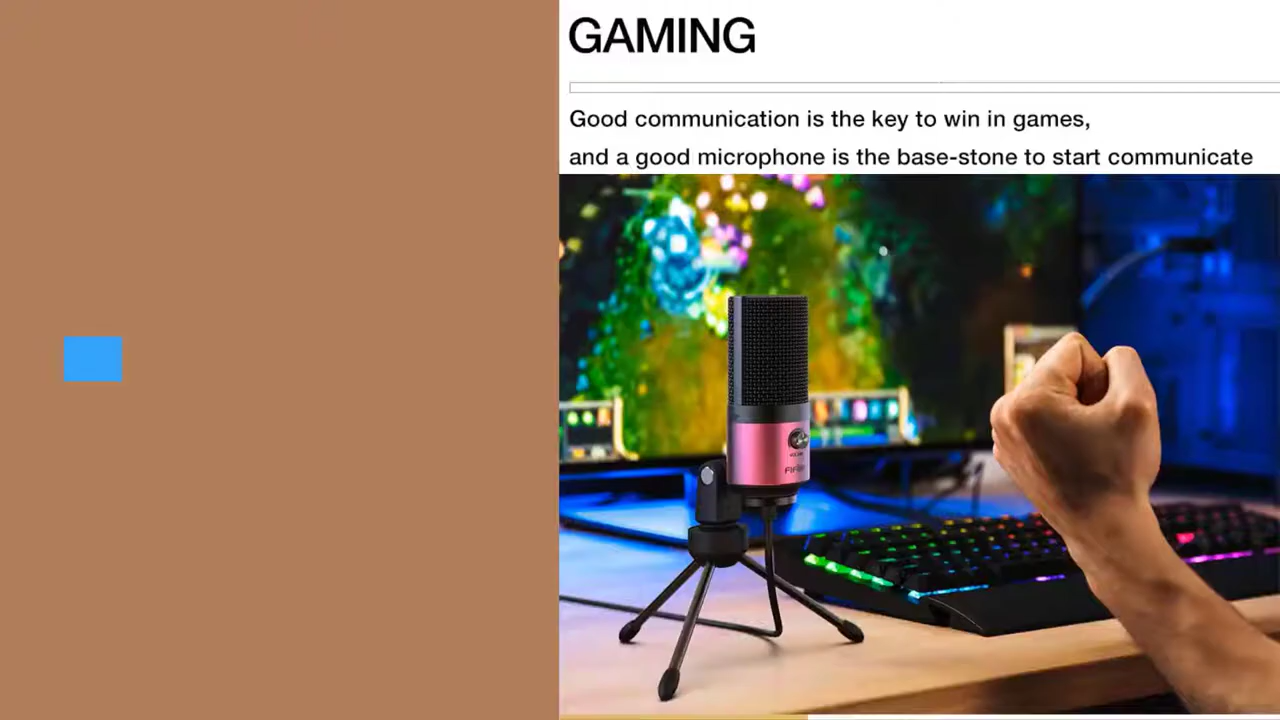 GAMING
Good communication is the key to win in games,
and a good microphone is the base-stone to start communicate